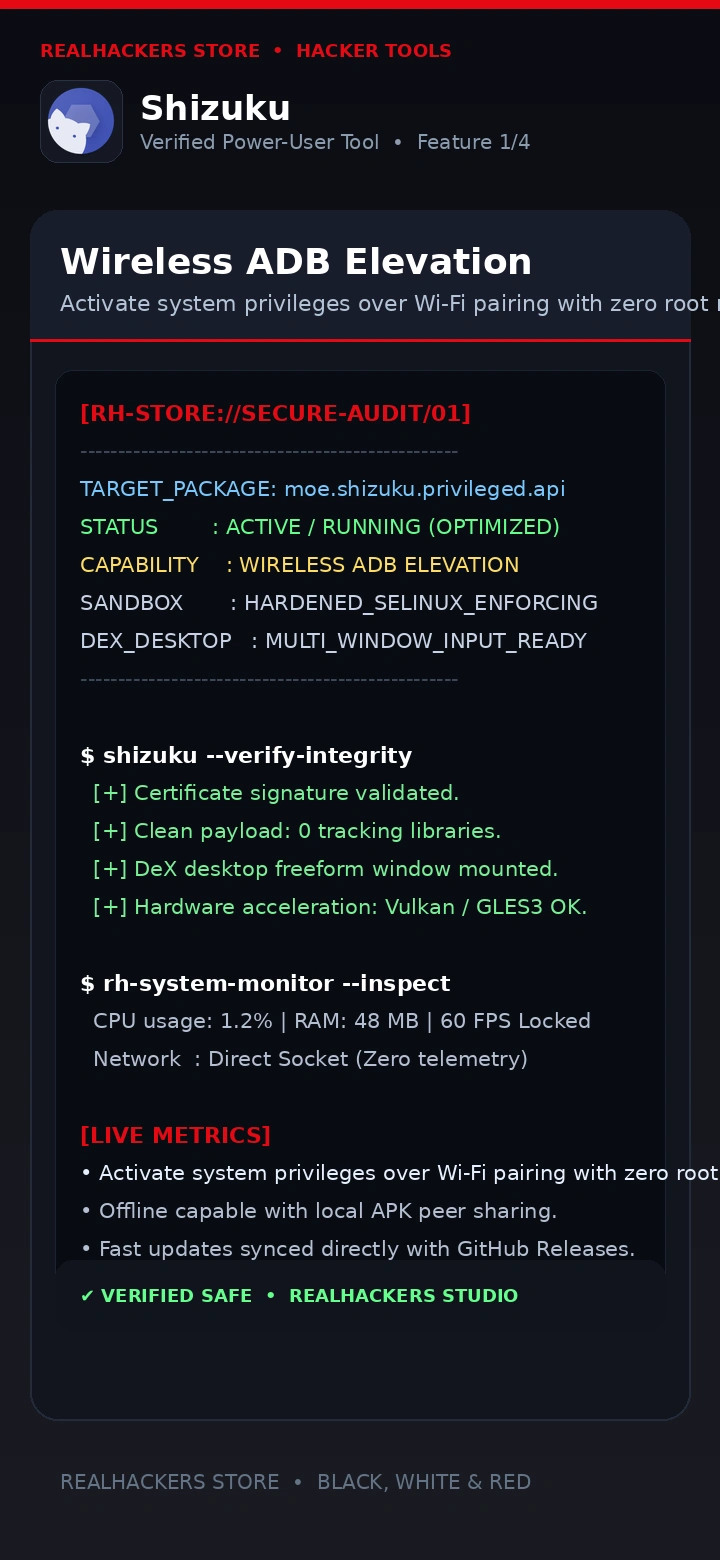 REALHACKERS STORE • HACKER TOOLS
Shizuku
Verified Power-User Tool • Feature 1/4
Wireless ADB Elevation
Activate system privileges over Wi-Fi pairing with zero root
[RH-STORE://SECURE-AUDIT/01]
--------------------------------------------------
TARGET_PACKAGE: moe.shizuku.privileged.api
STATUS : ACTIVE / RUNNING (OPTIMIZED)
CAPABILITY : WIRELESS ADB ELEVATION
SANDBOX : HARDENED_SELINUX_ENFORCING
DEX_DESKTOP : MULTI_WINDOW_INPUT_READY
--------------------------------------------------
$ shizuku --verify-integrity
[+] Certificate signature validated.
[+] Clean payload: 0 tracking libraries.
[+] DeX desktop freeform window mounted.
[+] Hardware acceleration: Vulkan / GLES3 OK.
$ rh-system-monitor --inspect
CPU usage: 1.2% | RAM: 48 MB | 60 FPS Locked
Network : Direct Socket (Zero telemetry)
[LIVE METRICS]
• Activate system privileges over Wi-Fi pairing with zero root
• Offline capable with local APK peer sharing.
• Fast updates synced directly with GitHub Releases.
✔ VERIFIED SAFE • REALHACKERS STUDIO
REALHACKERS STORE • BLACK, WHITE & RED